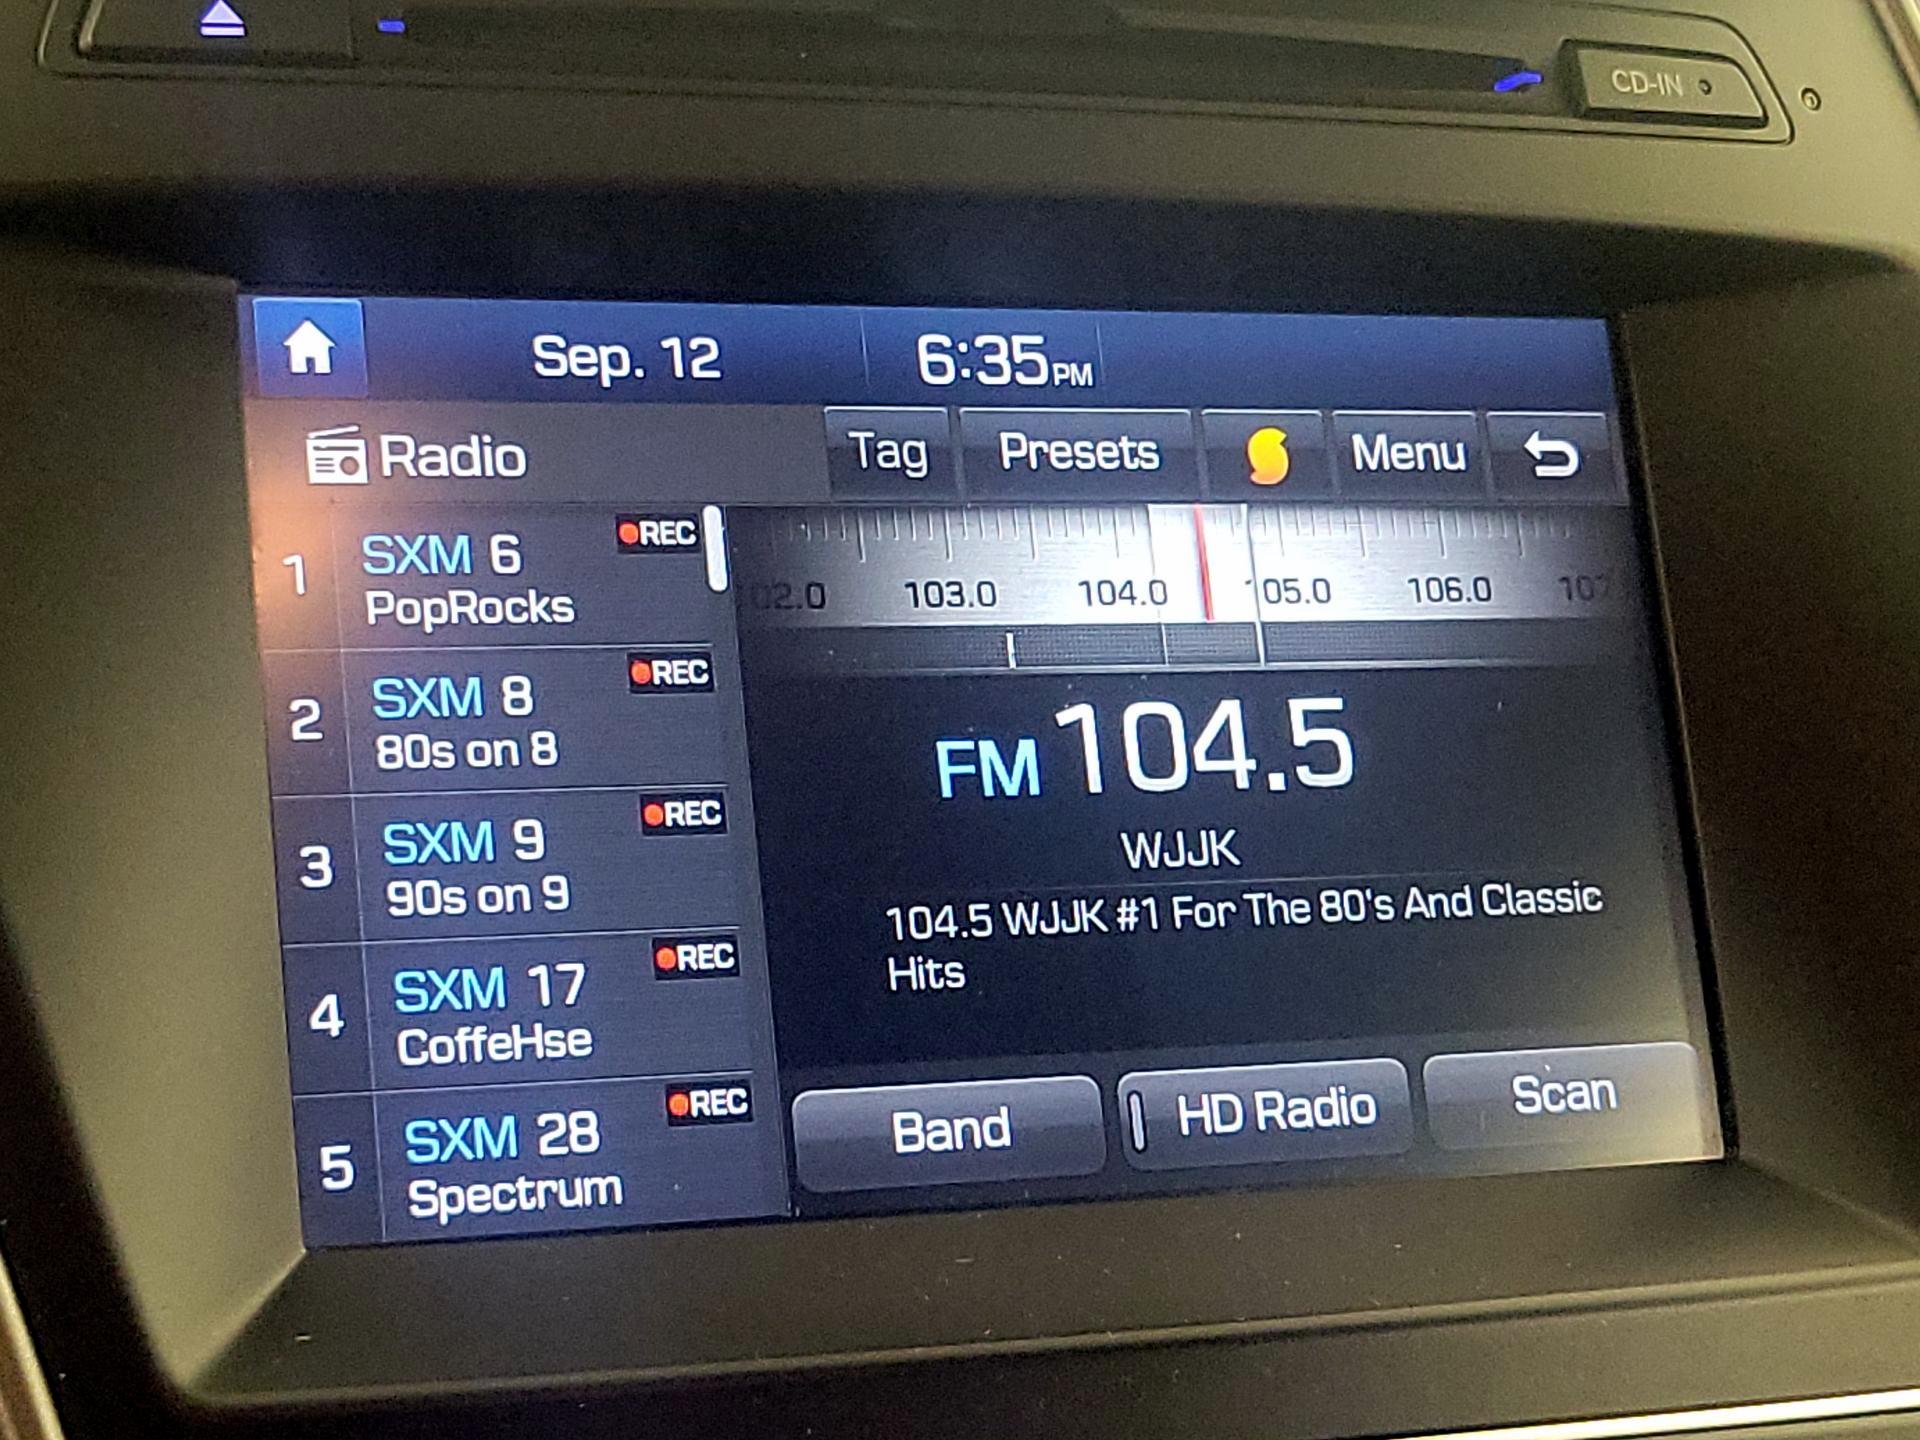 CD-IN
Sep. 12
6:35PM
Radio
Tag
Presets
Menu
1
SXM 6
REC
PopRocks
2
SXM 8
REC
80s on 8
3
SXM 9
REC
90s on 9
4
SXM 17
REC
CoffeHse
5
SXM 28
REC
Spectrum
02.0 103.0 104.0 105.0 106.0 107
FM 104.5
WJJK
104.5 WJJK #1 For The 80's And Classic
Hits
Band
HD Radio
Scan